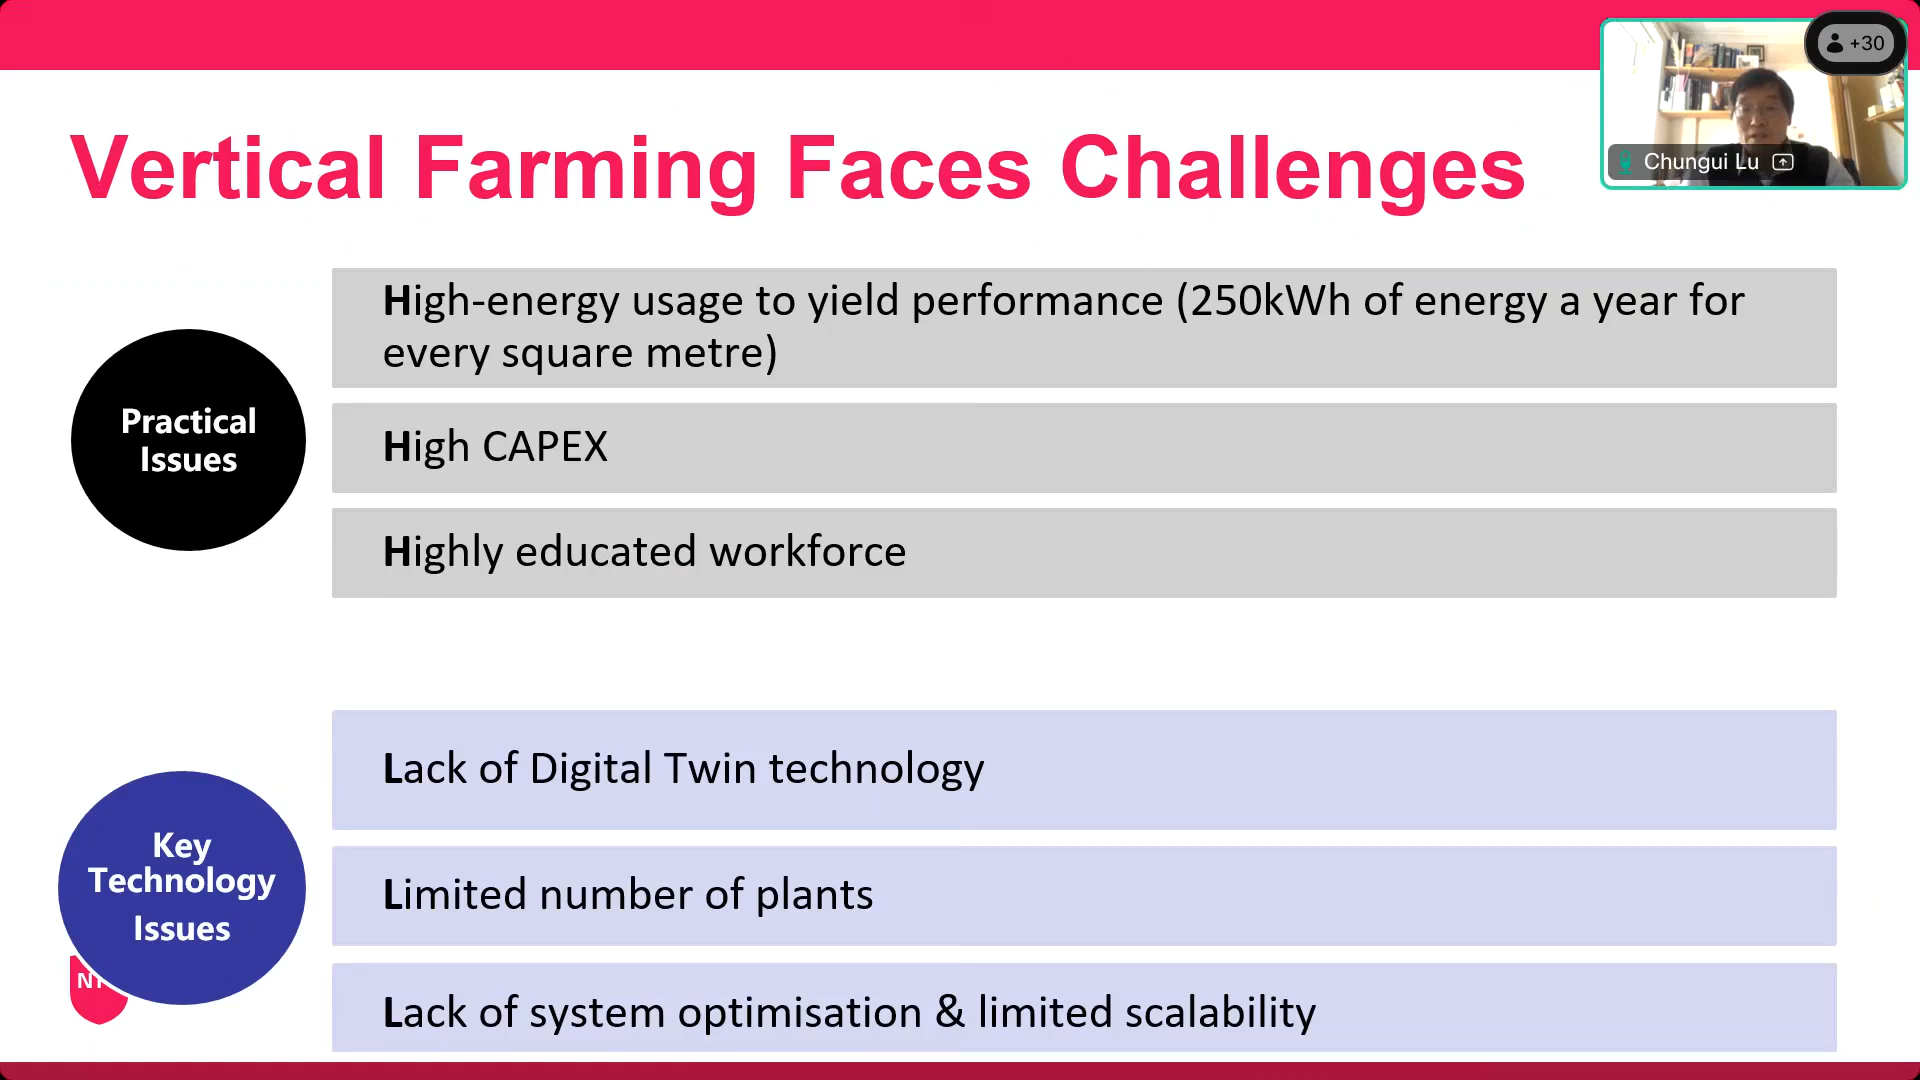 +30
Chungui Lu
Vertical Farming Faces Challenges
Practical
Issues
High-energy usage to yield performance (250kWh of energy a year for
every square metre)
High CAPEX
Highly educated workforce
Key
Technology
Issues
Lack of Digital Twin technology
Limited number of plants
Lack of system optimisation & limited scalability